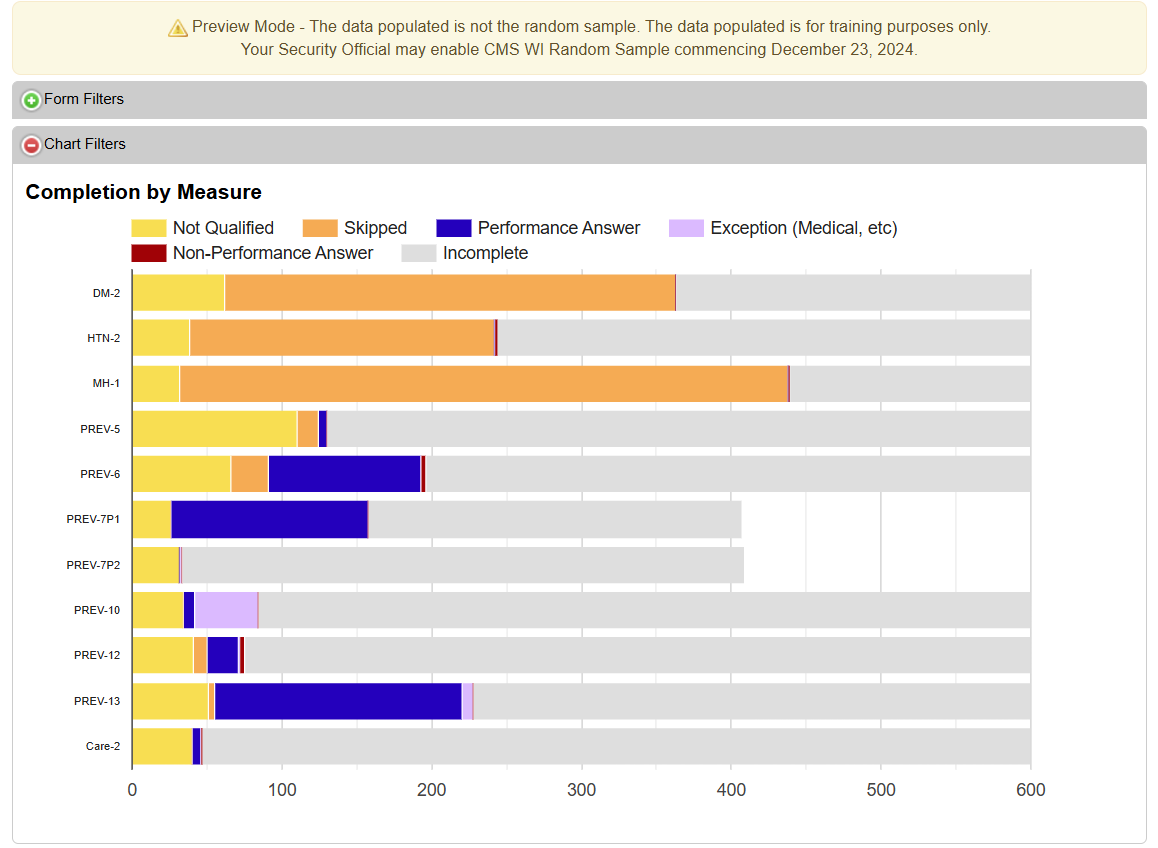 Preview Mode - The data populated is not the random sample. The data populated is for training purposes only.
Your Security Official may enable CMS WI Random Sample commencing December 23, 2024.
Form Filters
Chart Filters
Completion by Measure
Not Qualified Skipped Performance Answer Exception (Medical, etc)
Non-Performance Answer Incomplete
DM-2
HTN-2
MH-1
PREV-5
PREV-6
PREV-7P1
PREV-7P2
PREV-10
PREV-12
PREV-13
Care-2
0 100 200 300 400 500 600